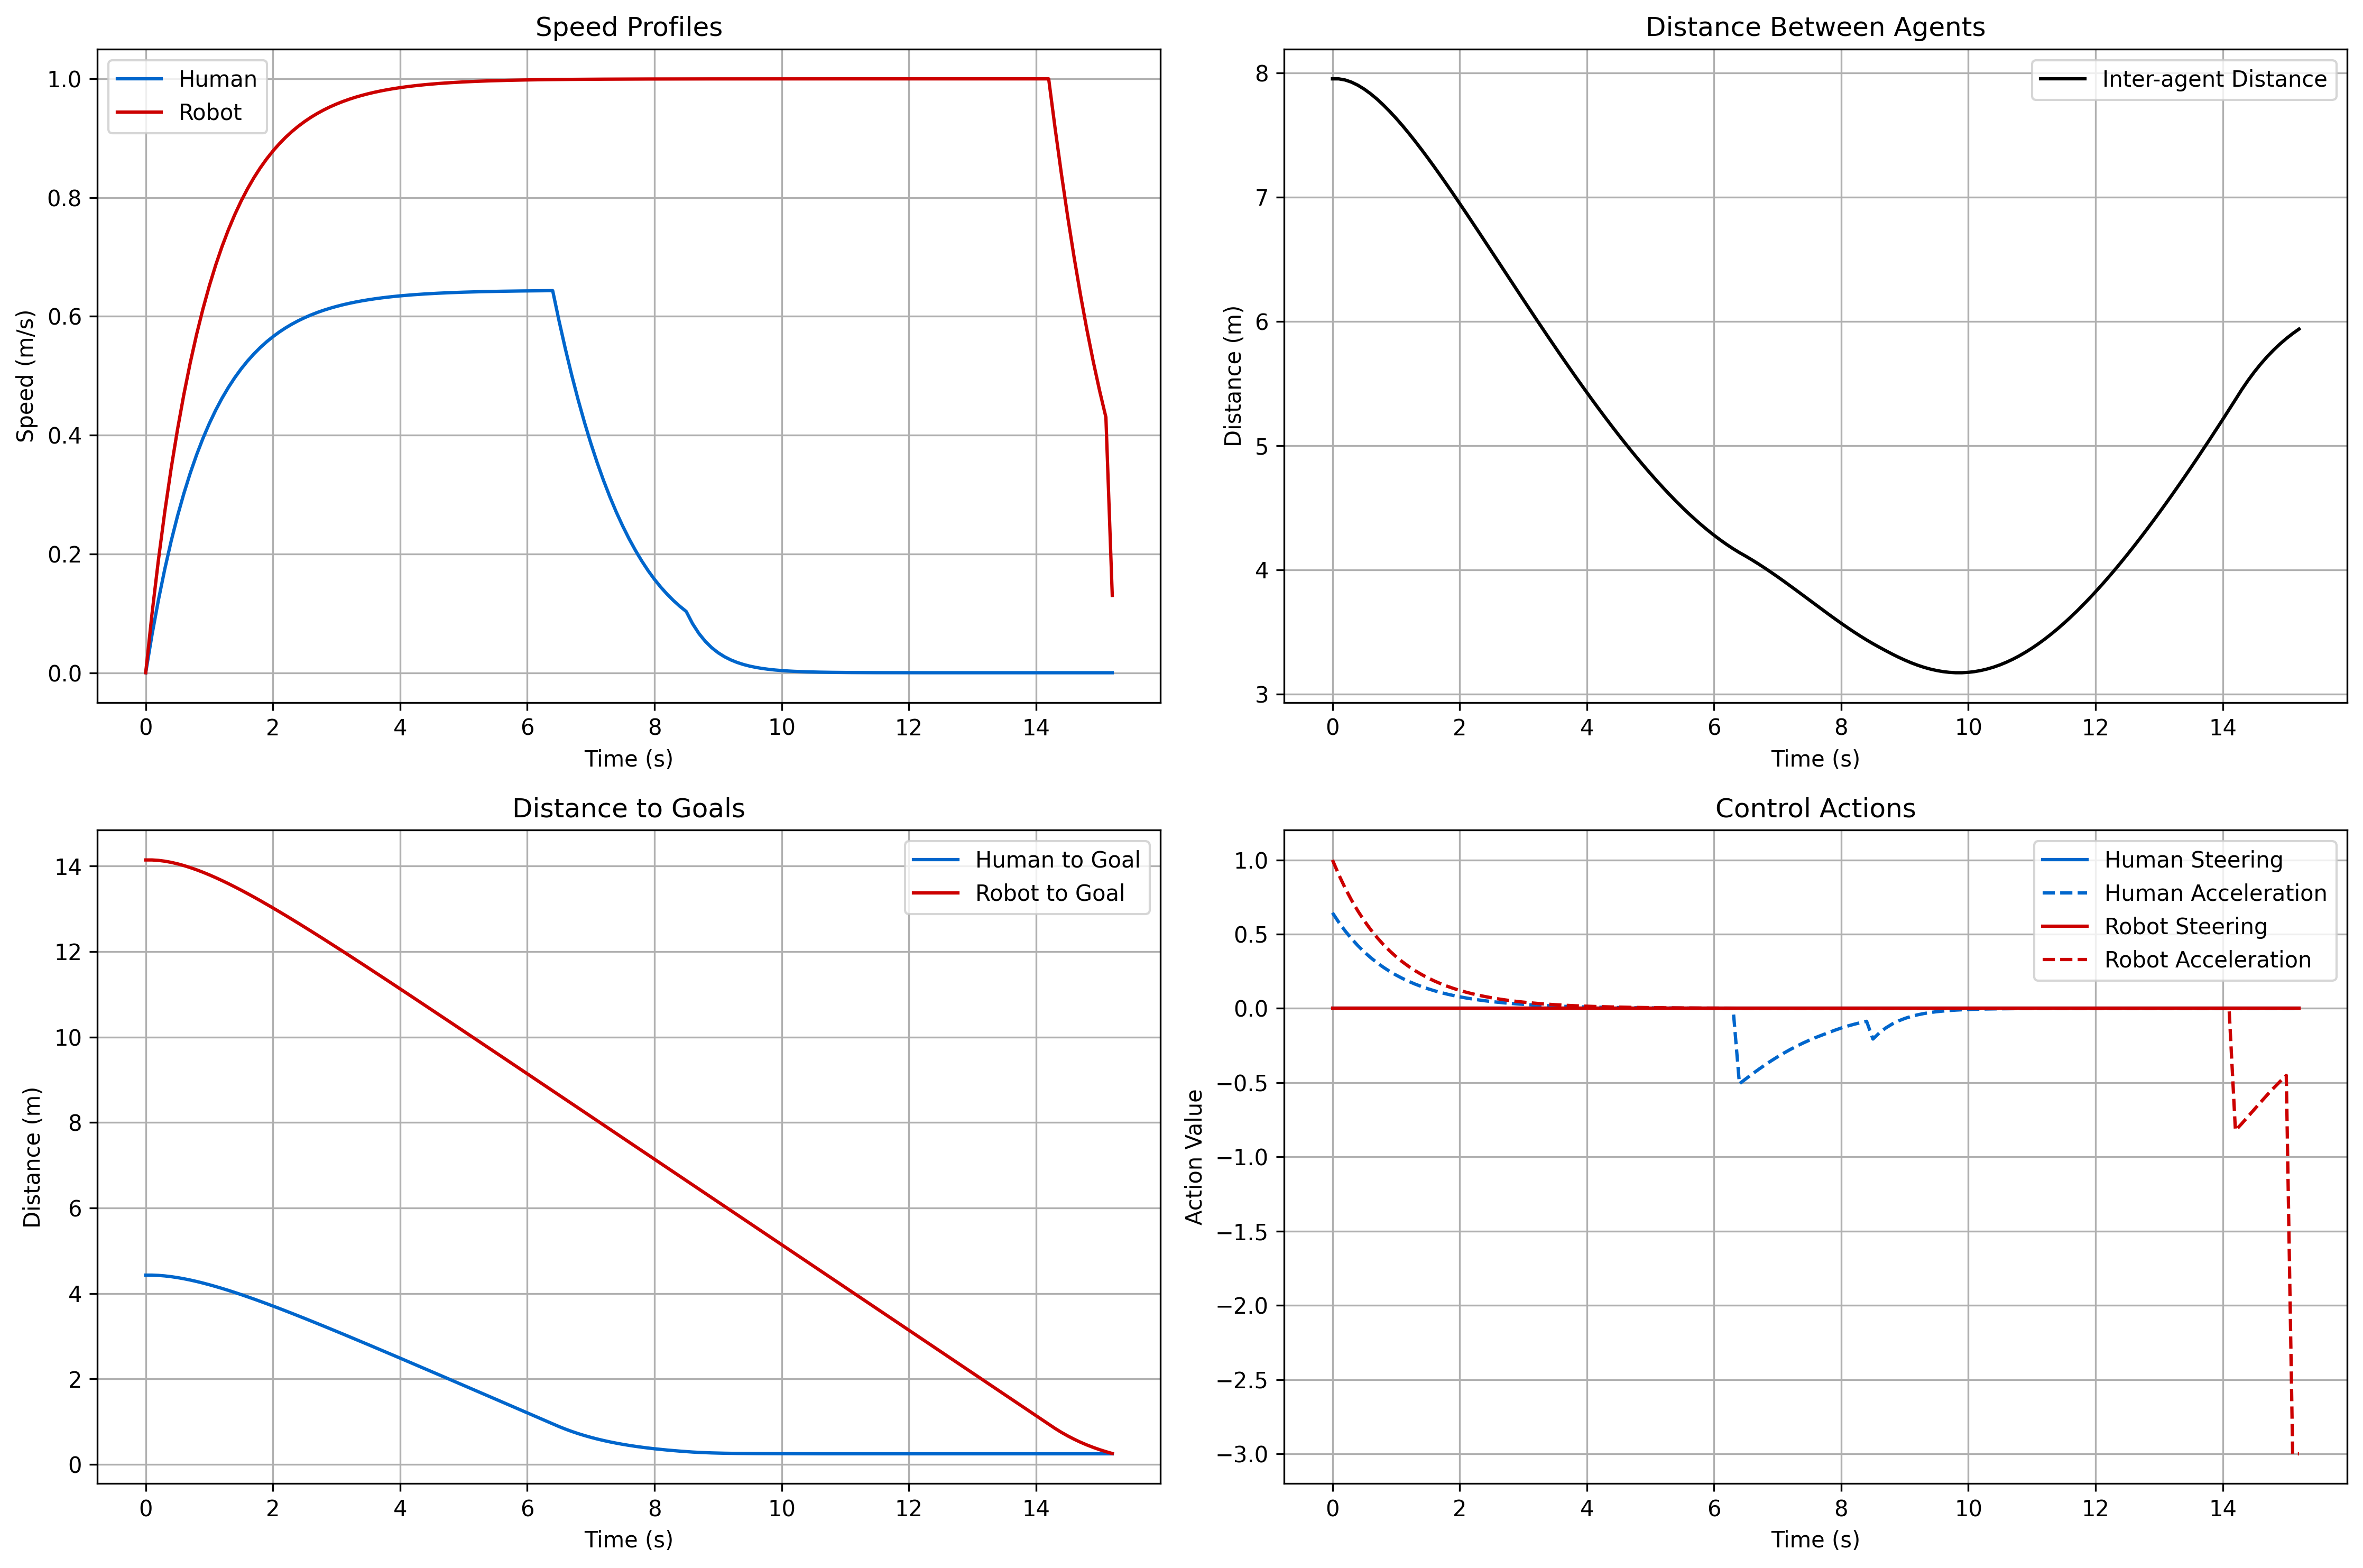 Speed Profiles
Human
Robot
Speed (m/s)
1.0
0.8
0.6
0.4
0.2
0.0
0 2 4 6 8 10 12 14
Time (s)
Distance Between Agents
Inter-agent Distance
Distance (m)
8
7
6
5
4
3
0 2 4 6 8 10 12 14
Time (s)
Distance to Goals
Human to Goal
Robot to Goal
Distance (m)
14
12
10
8
6
4
2
0
0 2 4 6 8 10 12 14
Time (s)
Control Actions
Human Steering
Human Acceleration
Robot Steering
Robot Acceleration
Action Value
1.0
0.5
0.0
−0.5
−1.0
−1.5
−2.0
−2.5
−3.0
0 2 4 6 8 10 12 14
Time (s)